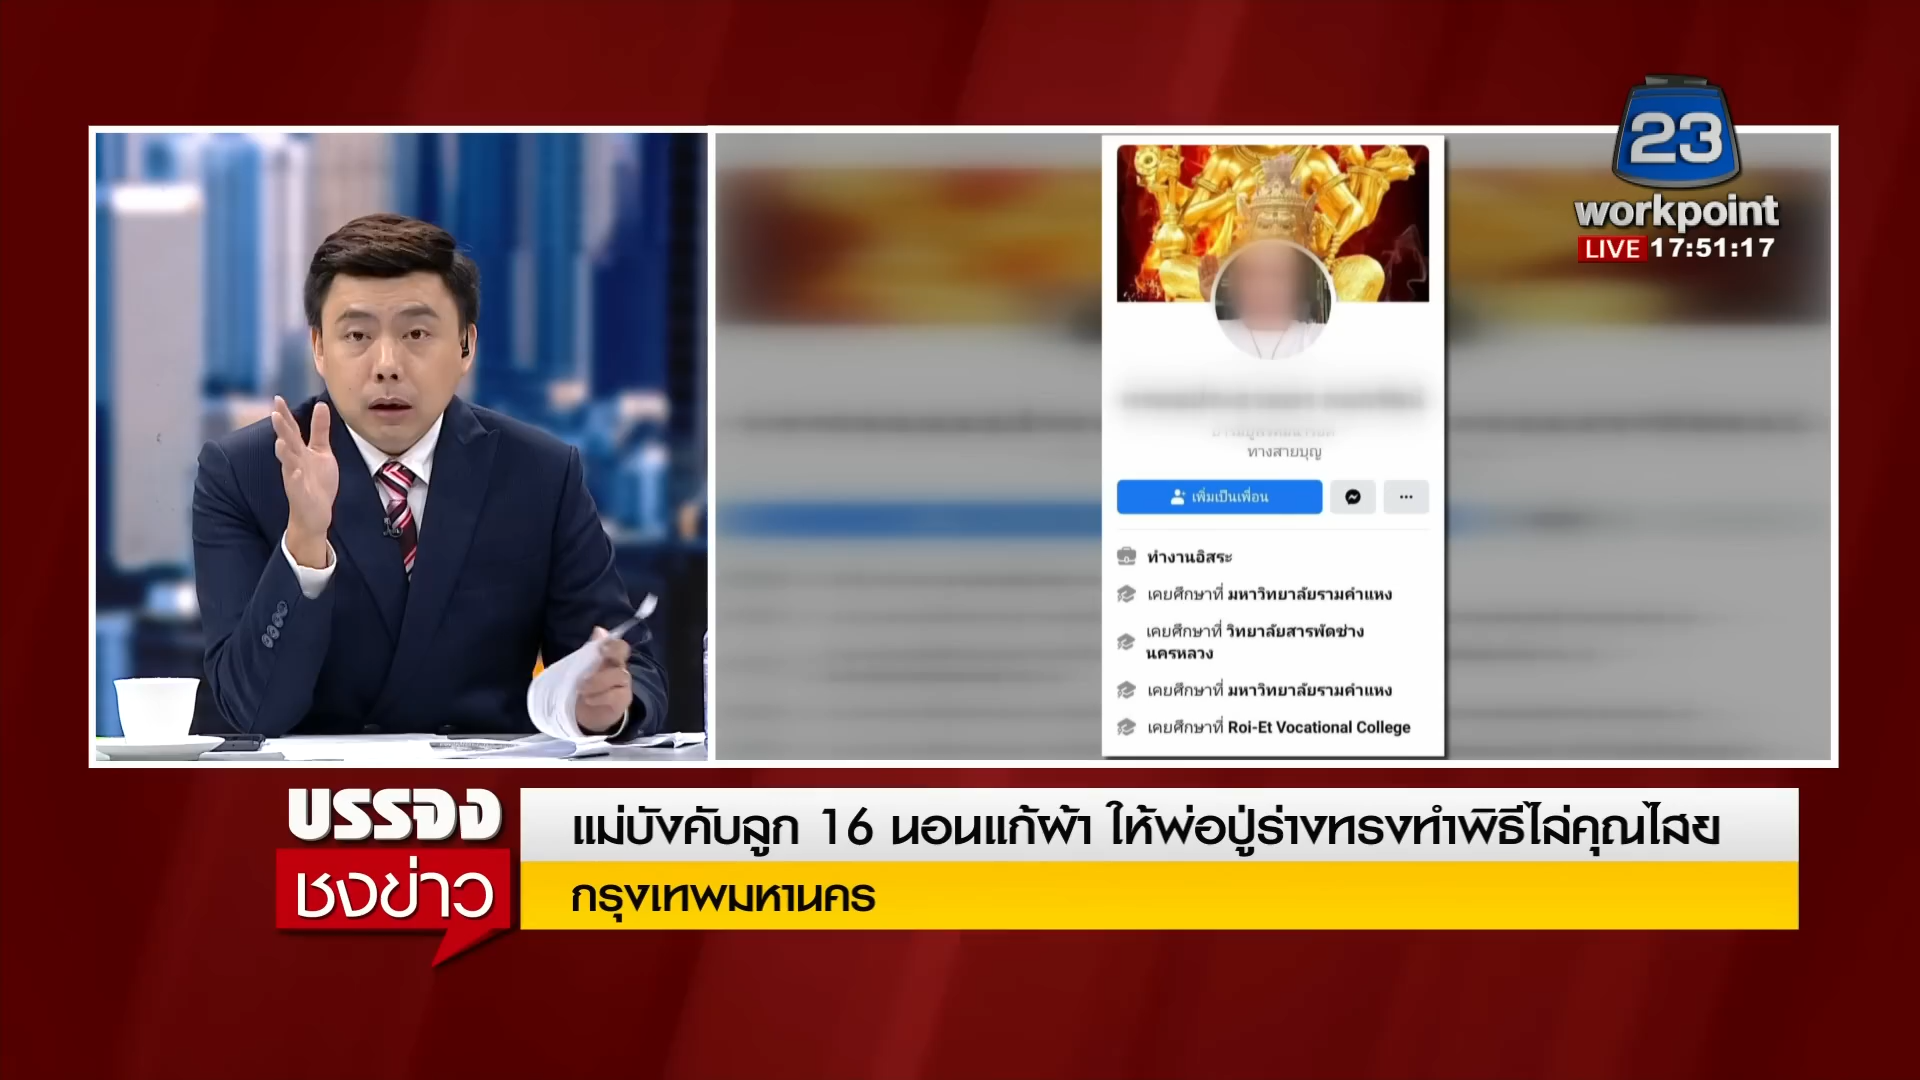 23
workpoint
LIVE 17:51:17
ทางสายบุญ
เพิ่มเป็นเพื่อน
ทำงานอิสระ
เคยศึกษาที่ มหาวิทยาลัยรามคำแหง
เคยศึกษาที่ วิทยาลัยสารพัดช่าง
นครหลวง
เคยศึกษาที่ มหาวิทยาลัยรามคำแหง
เคยศึกษาที่ Roi-Et Vocational College
บรรจง
ชงข่าว
แม่บังคับลูก 16 นอนแก้ผ้า ให้พ่อปู่ร่างทรงทำพิธีไล่คุณไสย
กรุงเทพมหานคร